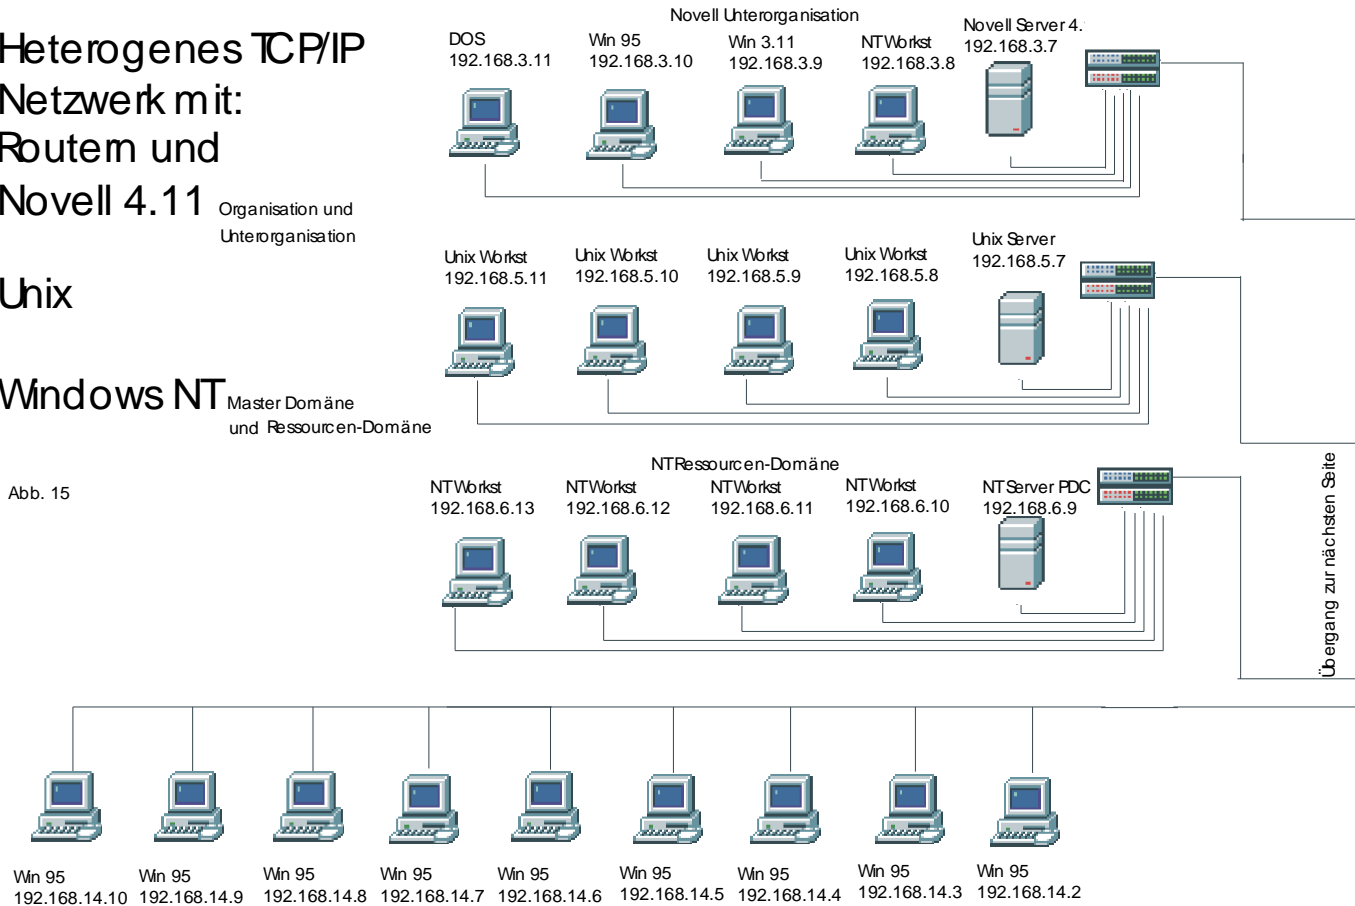 Heterogenes TCP/IP
Netzwerk mit:
Routern und
Novell 4.11 Organisation und
Unterorganisation
Unix
Windows NT Master Domäne
und Ressourcen-Domäne
Abb. 15
Novell Unterorganisation
DOS
192.168.3.11
Win 95
192.168.3.10
Win 3.11
192.168.3.9
NT Workst
192.168.3.8
Novell Server 4.
192.168.3.7
Unix Workst
192.168.5.11
Unix Workst
192.168.5.10
Unix Workst
192.168.5.9
Unix Workst
192.168.5.8
Unix Server
192.168.5.7
NT Ressourcen-Domäne
NT Workst
192.168.6.13
NT Workst
192.168.6.12
NT Workst
192.168.6.11
NT Workst
192.168.6.10
NT Server PDC
192.168.6.9
Übergang zur nächsten Seite
Win 95
192.168.14.10
Win 95
192.168.14.9
Win 95
192.168.14.8
Win 95
192.168.14.7
Win 95
192.168.14.6
Win 95
192.168.14.5
Win 95
192.168.14.4
Win 95
192.168.14.3
Win 95
192.168.14.2